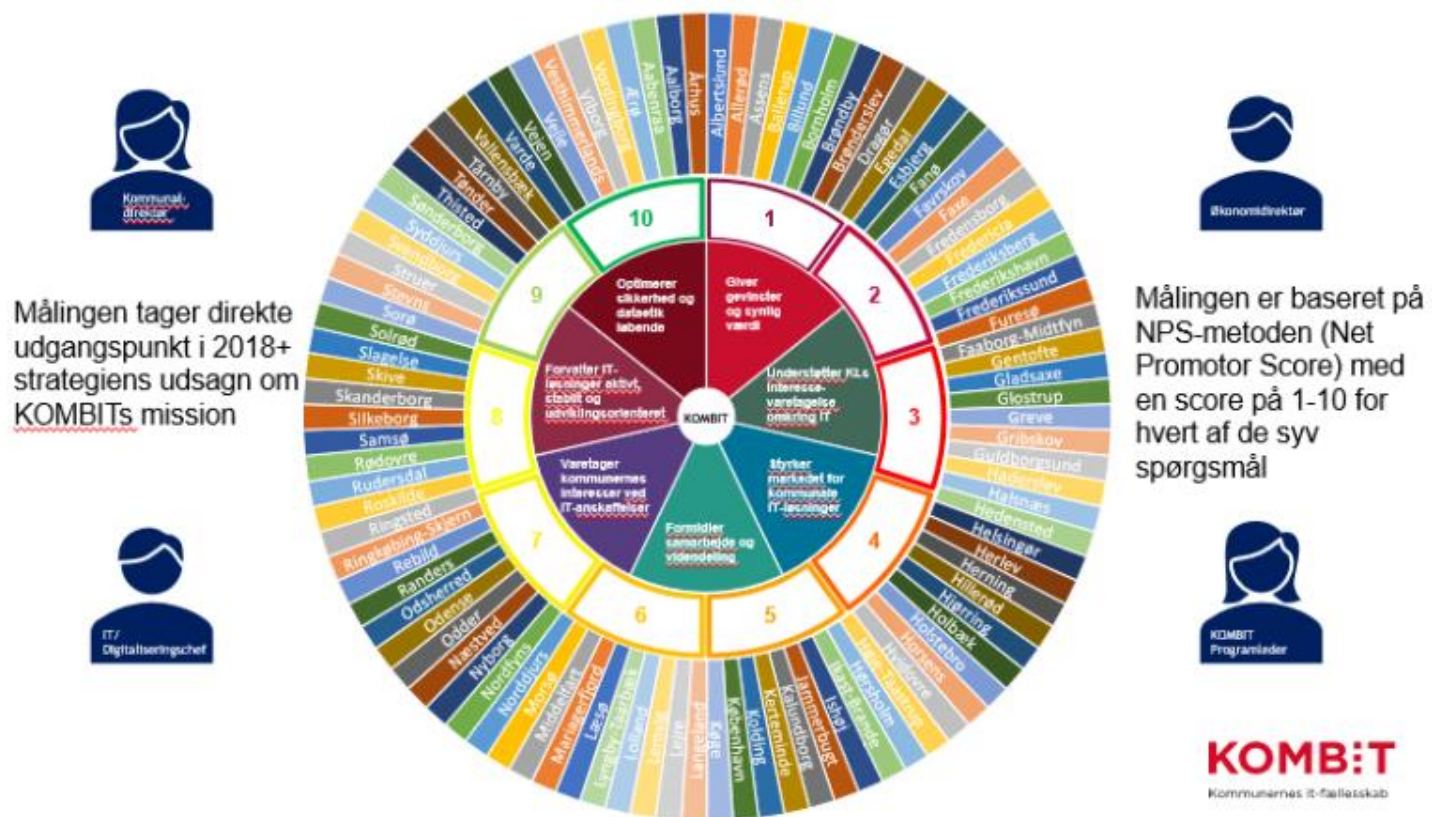 Kommunal-
direktør
Målingen tager direkte
udgangspunkt i 2018+
strategiens udsagn om
KOMBITs mission
IT/
Digitaliseringschef
Århus
Albertslund
Allerød
Assens
Ballerup
Billund
Bornholm
Brøndby
Brønderslev
Dragør
Egedal
Esbjerg
Fanø
Favrskov
Faxe
Fredensborg
Fredericia
Frederiksberg
Frederikshavn
Frederikssund
Furesø
Faaborg-Midtfyn
Gentofte
Gladsaxe
Glostrup
Greve
Gribskov
Guldborgsund
Haderslev
Halsnæs
Hedensted
Helsingør
Herlev
Herning
Hillerød
Hjørring
Holbæk
Holstebro
Horsens
Hvidovre
Høje-Taastrup
Hørsholm
Ikast-Brande
Ishøj
Jammerbugt
Kalundborg
Kerteminde
Kolding
København
Køge
Langeland
Lejre
Lemvig
Lolland
Lyngby-Taarbæk
Læsø
Mariagerfjord
Middelfart
Morsø
Norddjurs
Nordfyns
Nyborg
Næstved
Odder
Odense
Odsherred
Randers
Rebild
Ringkøbing-Skjern
Ringsted
Roskilde
Rudersdal
Rødovre
Samsø
Silkeborg
Skanderborg
Skive
Slagelse
Solrød
Sorø
Stevns
Struer
Svendborg
Syddjurs
Sønderborg
Thisted
Tønder
Tårnby
Vallensbæk
Varde
Vejen
Vejle
Vesthimmerlands
Viborg
Vordingborg
Ærø
Aabenraa
Aalborg
1
2
3
4
5
6
7
8
9
10
Giver
gevinster
og synlig
værdi
Understøtter KLs
interesse-
varetagelse
omkring IT
Styrker
markedet for
kommunale
IT-løsninger
Formidler
samarbejde og
videndeling
Varetager
kommunernes
interesser ved
IT-anskaffelser
Forvalter IT-
løsninger aktivt,
stabilt og
udviklingsorienteret
Optimerer
sikkerhed og
dataetik
løbende
KOMBIT
Økonomidirektør
Målingen er baseret på
NPS-metoden (Net
Promotor Score) med
en score på 1-10 for
hvert af de syv
spørgsmål
KOMBIT
Programleder
KOMBIT
Kommunernes it-fællesskab